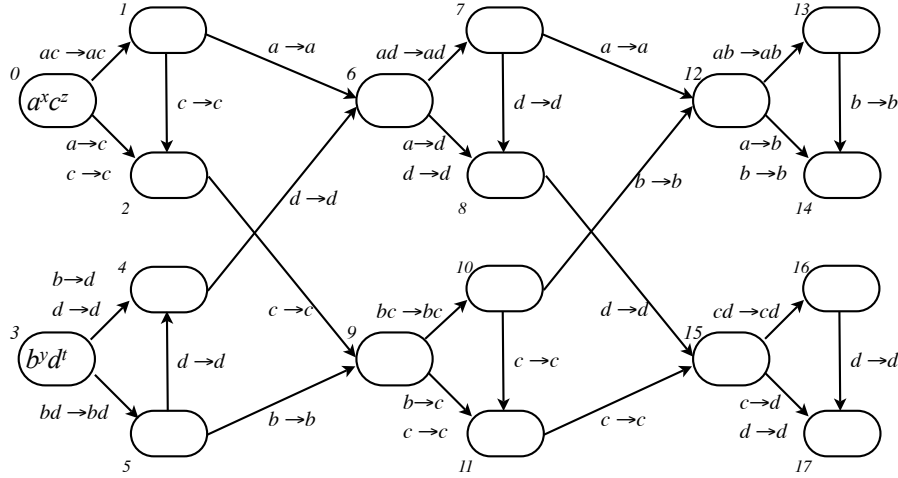 1
7
13
ac →ac
a →a
ad →ad
a →a
ab →ab
0
6
12
a^x c^z
c →c
d →d
b →b
a→c
c →c
a→d
d →d
a→b
b →b
2
8
14
d →d
b →b
4
10
16
b→d
d →d
c →c
bc →bc
d →d
cd →cd
3
9
15
b^y d^t
d →d
c →c
d →d
bd →bd
b →b
b→c
c →c
c →c
c→d
d →d
5
11
17